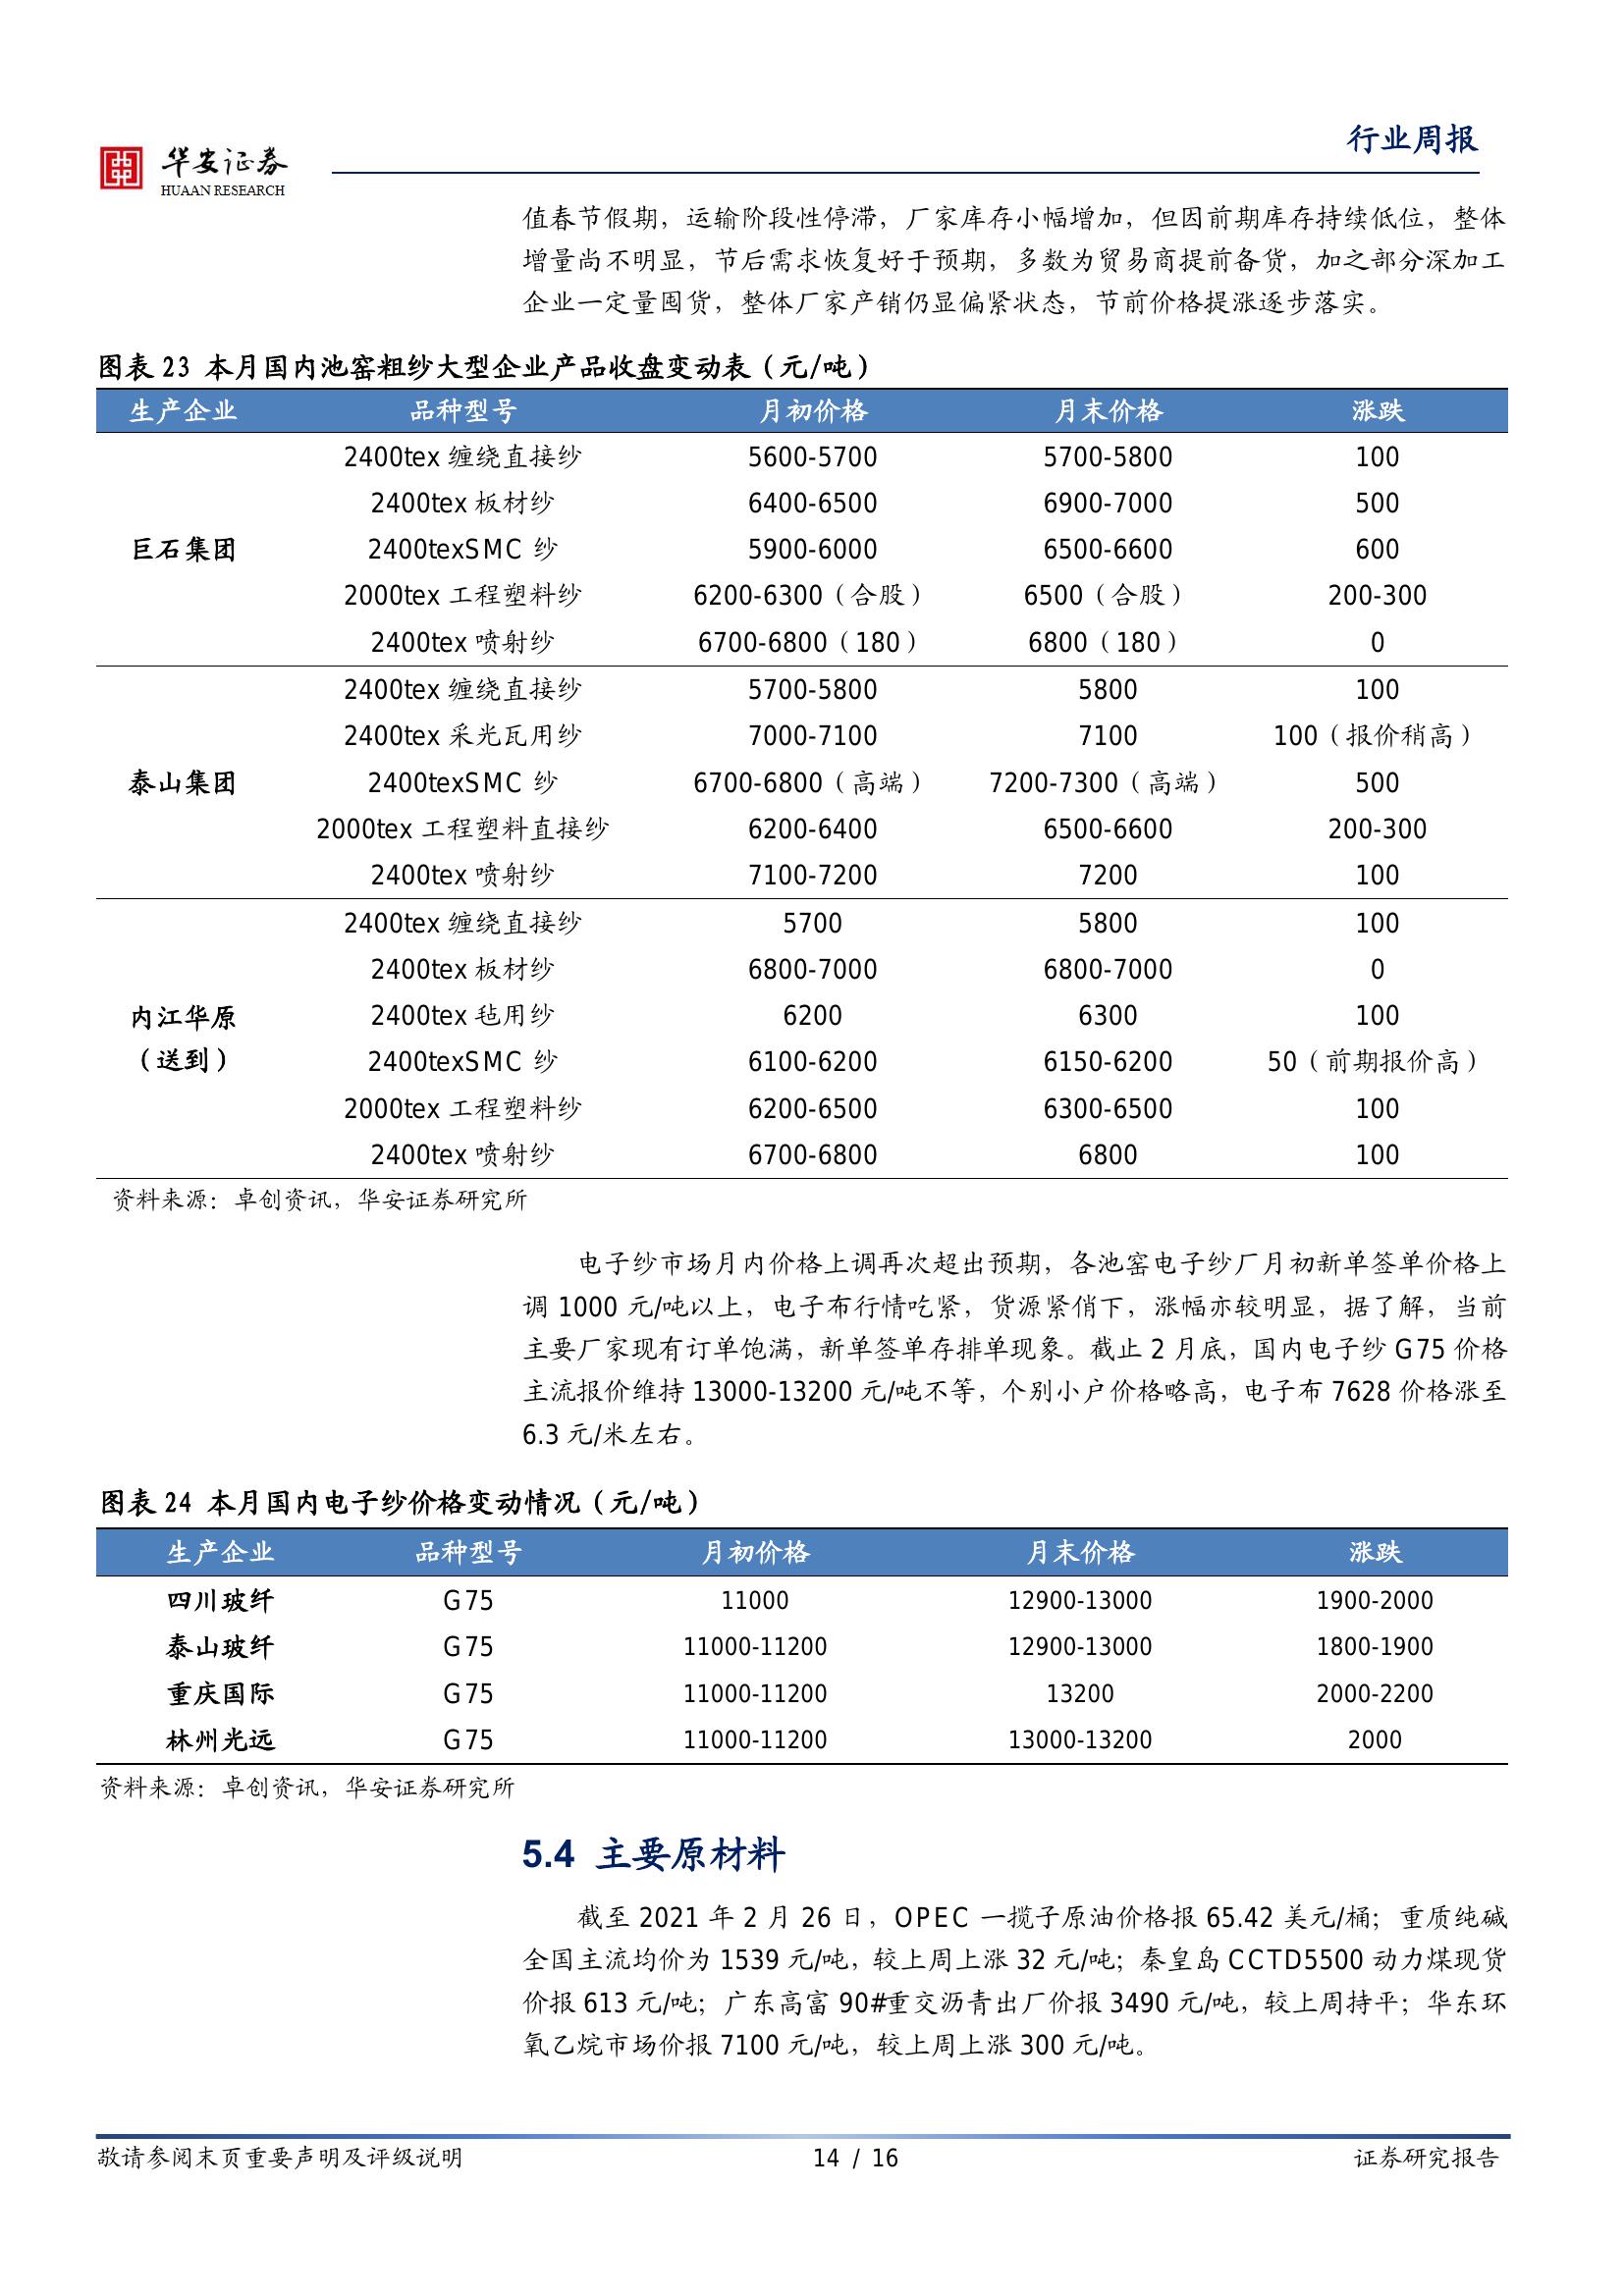 行业周报
华安证券
HUAAN RESEARCH
值春节假期，运输阶段性停滞，厂家库存小幅增加，但因前期库存持续低位，整体
增量尚不明显，节后需求恢复好于预期，多数为贸易商提前备货，加之部分深加工
企业一定量囤货，整体厂家产销仍显偏紧状态，节前价格提涨逐步落实。
图表 23 本月国内池窑粗纱大型企业产品收盘变动表（元/吨）
生产企业 品种型号 月初价格 月末价格 涨跌
2400tex 缠绕直接纱 5600-5700 5700-5800 100
2400tex 板材纱 6400-6500 6900-7000 500
巨石集团 2400texSMC 纱 5900-6000 6500-6600 600
2000tex 工程塑料纱 6200-6300（合股） 6500（合股） 200-300
2400tex 喷射纱 6700-6800（180） 6800（180） 0
2400tex 缠绕直接纱 5700-5800 5800 100
2400tex 采光瓦用纱 7000-7100 7100 100（报价稍高）
泰山集团 2400texSMC 纱 6700-6800（高端） 7200-7300（高端） 500
2000tex 工程塑料直接纱 6200-6400 6500-6600 200-300
2400tex 喷射纱 7100-7200 7200 100
2400tex 缠绕直接纱 5700 5800 100
2400tex 板材纱 6800-7000 6800-7000 0
内江华原 2400tex 毡用纱 6200 6300 100
（送到） 2400texSMC 纱 6100-6200 6150-6200 50（前期报价高）
2000tex 工程塑料纱 6200-6500 6300-6500 100
2400tex 喷射纱 6700-6800 6800 100
资料来源：卓创资讯，华安证券研究所
电子纱市场月内价格上调再次超出预期，各池窑电子纱厂月初新单签单价格上
调 1000 元/吨以上，电子布行情吃紧，货源紧俏下，涨幅亦较明显，据了解，当前
主要厂家现有订单饱满，新单签单存排单现象。截止 2 月底，国内电子纱 G75 价格
主流报价维持 13000-13200 元/吨不等，个别小户价格略高，电子布 7628 价格涨至
6.3 元/米左右。
图表 24 本月国内电子纱价格变动情况（元/吨）
生产企业 品种型号 月初价格 月末价格 涨跌
四川玻纤 G75 11000 12900-13000 1900-2000
泰山玻纤 G75 11000-11200 12900-13000 1800-1900
重庆国际 G75 11000-11200 13200 2000-2200
林州光远 G75 11000-11200 13000-13200 2000
资料来源：卓创资讯，华安证券研究所
5.4 主要原材料
截至 2021 年 2 月 26 日，OPEC 一揽子原油价格报 65.42 美元/桶；重质纯碱
全国主流均价为 1539 元/吨，较上周上涨 32 元/吨；秦皇岛 CCTD5500 动力煤现货
价报 613 元/吨；广东高富 90#重交沥青出厂价报 3490 元/吨，较上周持平；华东环
氧乙烷市场价报 7100 元/吨，较上周上涨 300 元/吨。
敬请参阅末页重要声明及评级说明 14 / 16 证券研究报告